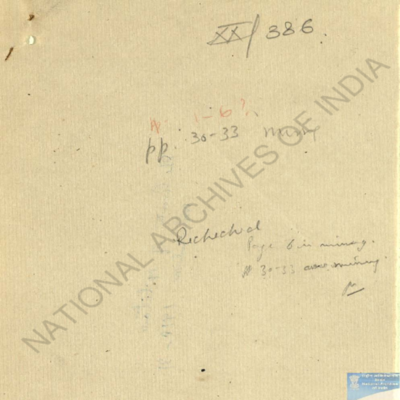 XX/386.
pp. 30-33 missing
NATIONAL ARCHIVES OF INDIA
Rechecked
Page 6 is missing.
# 30-33 are missing.